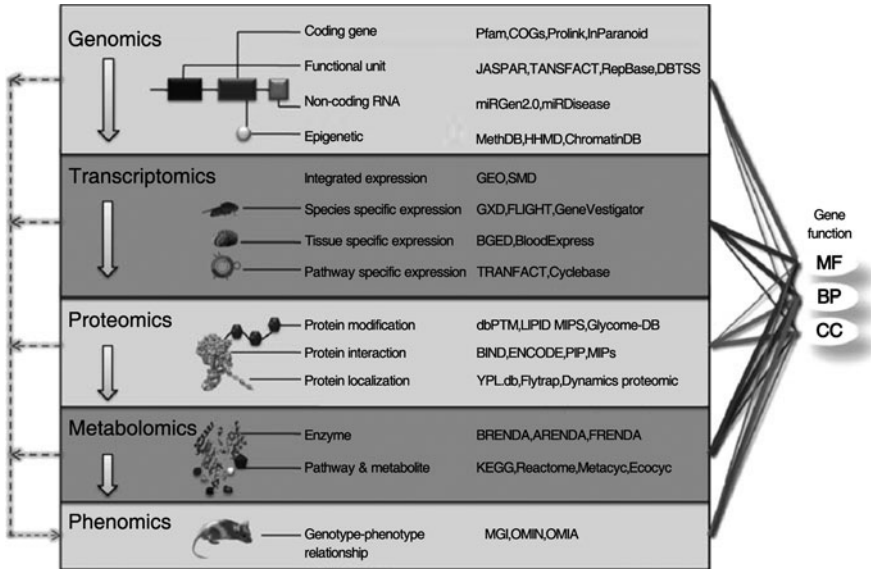 Genomics
Coding gene Pfam,COGs,Prolink,InParanoid
Functional unit JASPAR,TANSFACT,RepBase,DBTSS
Non-coding RNA miRGen2.0,miRDisease
Epigenetic MethDB,HHMD,ChromatinDB
Transcriptomics
Integrated expression GEO,SMD
Species specific expression GXD,FLIGHT,GeneVestigator
Tissue specific expression BGED,BloodExpress
Pathway specific expression TRANFACT,Cyclebase
Proteomics
Protein modification dbPTM,LIPID MIPS,Glycome-DB
Protein interaction BIND,ENCODE,PIP,MIPs
Protein localization YPL.db,Flytrap,Dynamics proteomic
Metabolomics
Enzyme BRENDA,ARENDA,FRENDA
Pathway & metabolite KEGG,Reactome,Metacyc,Ecocyc
Phenomics
Genotype-phenotype
relationship
MGI,OMIN,OMIA
Gene
function
MF
BP
CC